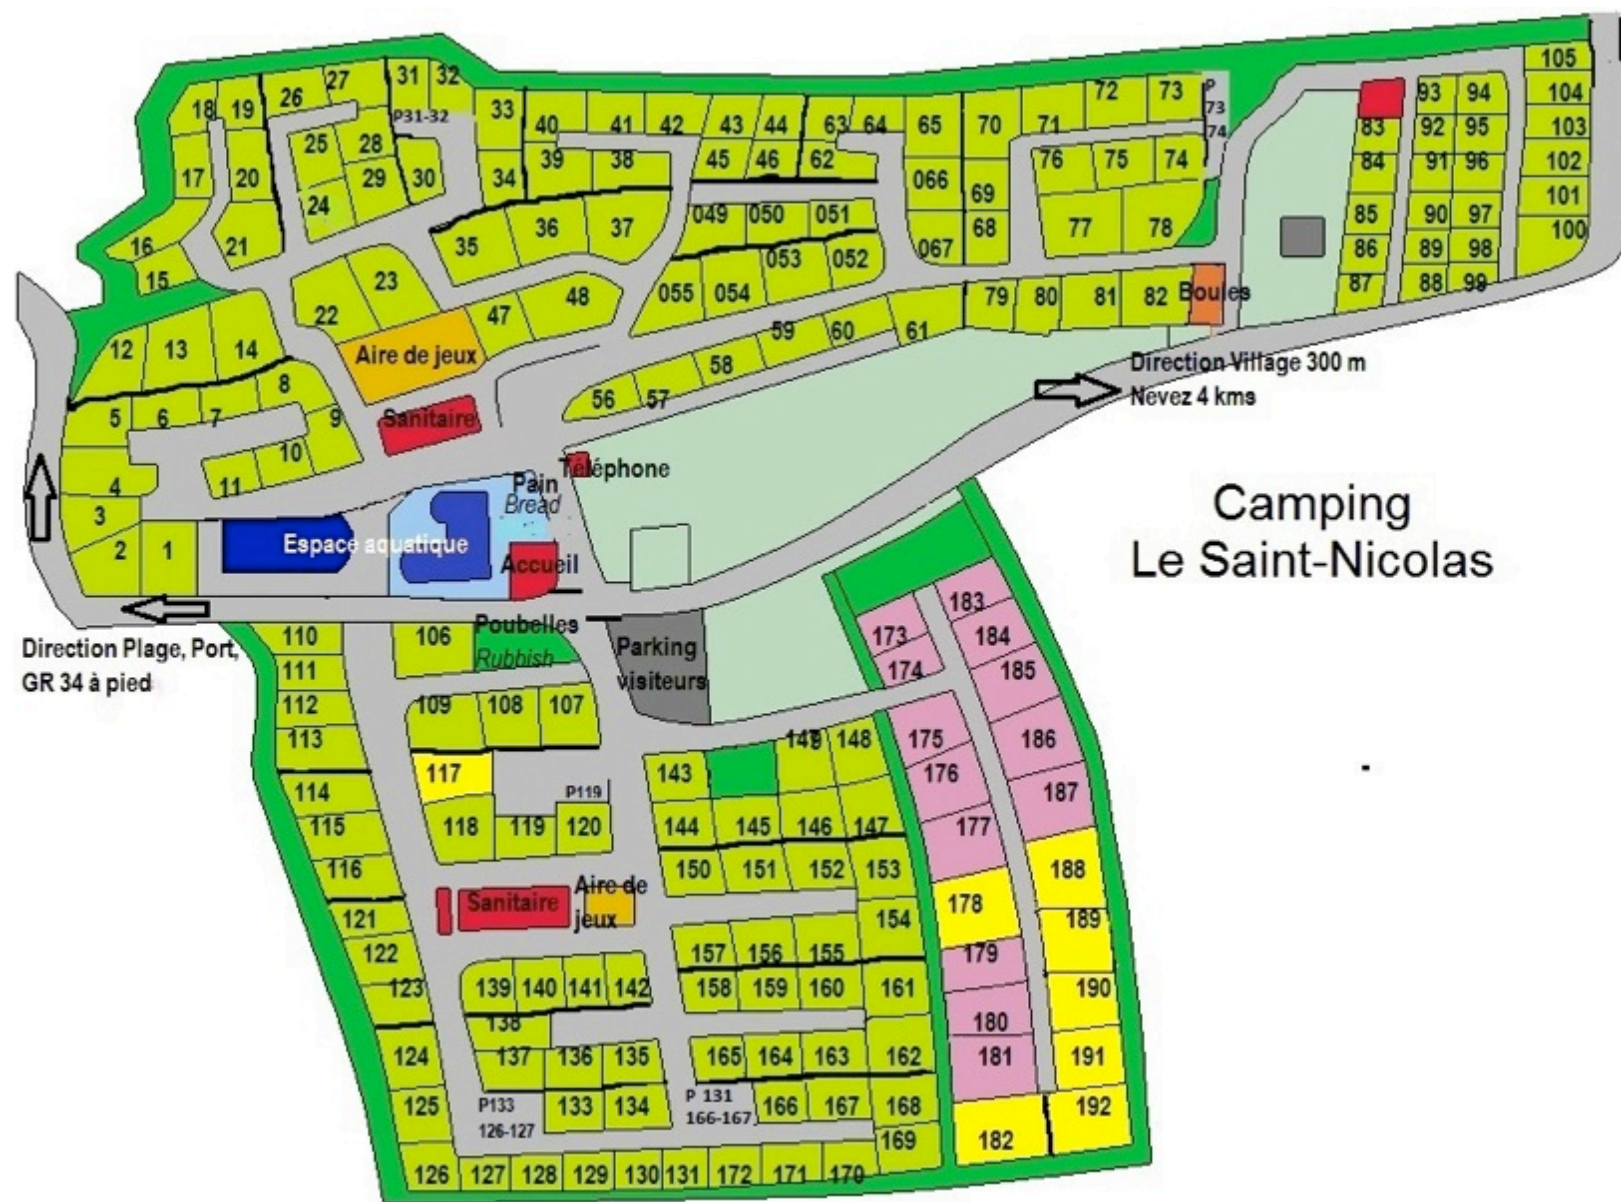 Camping
Le Saint-Nicolas
105
31 32
27
26
18 19
33
72 73
P
73
74
93 94
104
P31-32
40 41 42 43 44 63 64 65 70 71
83 92 95 103
25 28
39 38 45 46 62
76 75 74
84 91 96 102
17 20 29 30 34
066 69
24
101
16 21 35 36 37
049 050 051
68
77 78
85 90 97
100
067
86 89 98
15 23
053 052
22
47 48
055 054
79 80 81 82 Boules
87 88 99
12 13 14
Aire de jeux
59 60 61
58
Direction Village 300 m
Nevez 4 kms
8
5 6 7 9
Sanitaire
56 57
10
4 11
Téléphone
Pain
Bread
3
2 1
Espace aquatique
Accueil
Direction Plage, Port,
GR 34 à pied
110 106
Poubelles
Rubbish
Parking
visiteurs
183
173 184
111
174 185
112 109 108 107
113
149 148
175 186
117
143
176
114
P119
187
115 118 119 120
144 145 146 147
177
116
150 151 152 153
188
Sanitaire
Aire de
jeux
178
121
154
189
122
157 156 155
179
123 139 140 141 142
158 159 160 161
190
138
180
124 137 136 135
165 164 163 162
181 191
125
P133
126-127
133 134
P 131
166-167
166 167 168
192
169
182
126 127 128 129 130 131 172 171 170